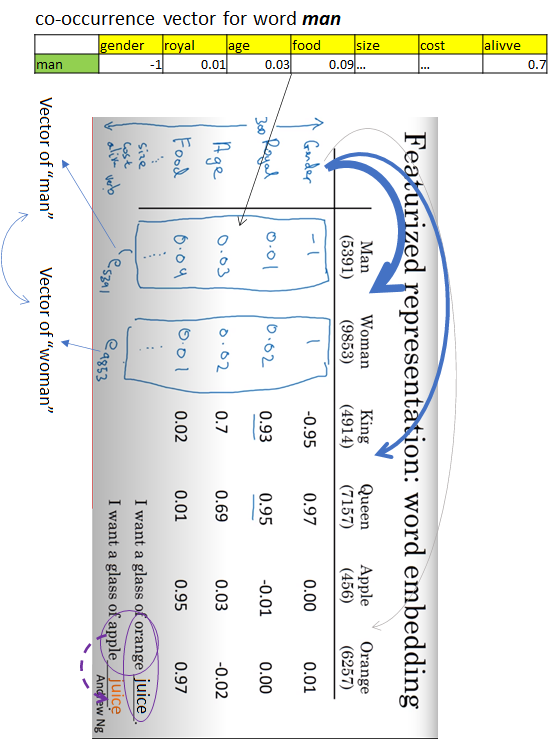 co-occurrence vector for word man
gender royal age food size cost alivve
man -1 0.01 0.03 0.09 ... ... 0.7
Vector of “man”
Vector of “woman”
Featurized representation: word embedding
Man Woman King Queen Apple Orange
(5391) (9853) (4914) (7157) (456) (6257)
Gender -1 1 -0.95 0.97 0.00 0.01
300 Royal 0.01 0.02 0.93 0.95 -0.01 0.00
Age 0.03 0.02 0.7 0.69 0.03 -0.02
Food 0.09 0.01 0.02 0.01 0.95 0.97
size
cost
alik verb
e5391
e9853
I want a glass of orange juice.
I want a glass of apple juice
Andrew Ng